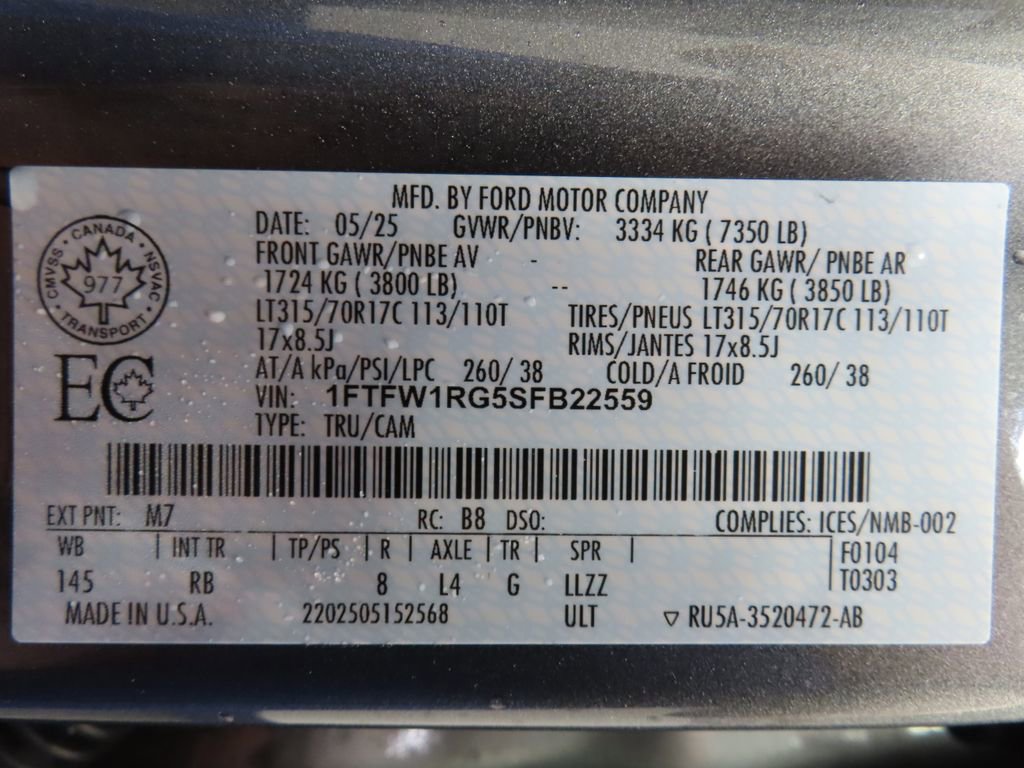 MFD. BY FORD MOTOR COMPANY
DATE: 05/25 GVWR/PNBV: 3334 KG ( 7350 LB)
FRONT GAWR/PNBE AV - REAR GAWR/ PNBE AR
1724 KG ( 3800 LB) -- 1746 KG ( 3850 LB)
LT315/70R17C 113/110T TIRES/PNEUS LT315/70R17C 113/110T
17x8.5J RIMS/JANTES 17x8.5J
AT/A kPa/PSI/LPC 260/ 38 COLD/A FROID 260/ 38
VIN: 1FTFW1RG5SFB22559
TYPE: TRU/CAM
CANADA
CMVSS · NSVAC
977
TRANSPORT
EC
EXT PNT: M7 RC: B8 DSO: COMPLIES: ICES/NMB-002
WB | INT TR | TP/PS | R | AXLE | TR | SPR | F0104
145 RB 8 L4 G LLZZ T0303
MADE IN U.S.A. 2202505152568 ULT ▽ RU5A-3520472-AB